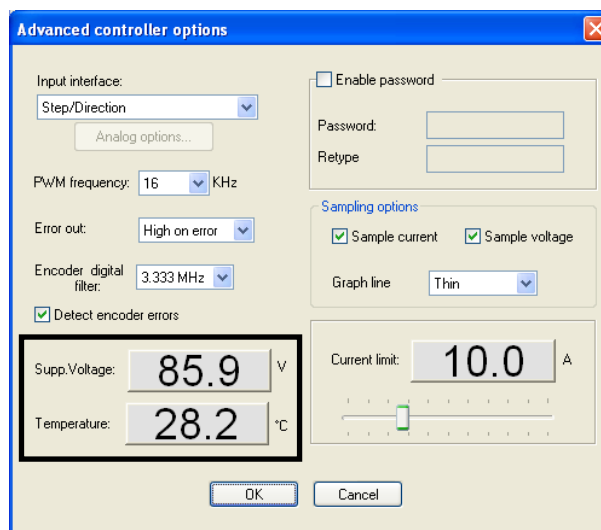 Advanced controller options
Input interface:
Step/Direction
Analog options...
PWM frequency: 16 KHz
Error out: High on error
Encoder digital
filter: 3.333 MHz
Detect encoder errors
Supp.Voltage: 85.9 V
Temperature: 28.2 °C
Enable password
Password:
Retype
Sampling options
Sample current Sample voltage
Graph line Thin
Current limit: 10.0 A
OK Cancel